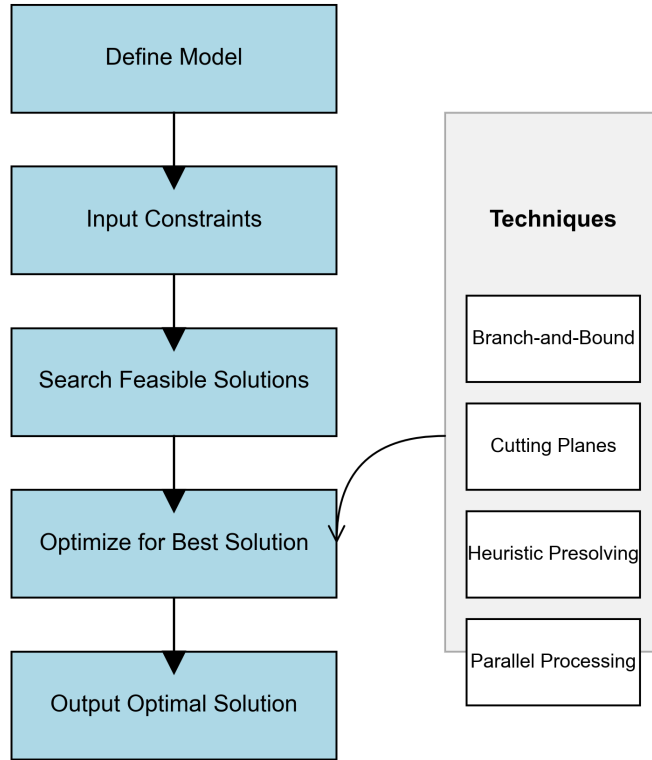 Define Model
Input Constraints
Search Feasible Solutions
Optimize for Best Solution
Output Optimal Solution
Techniques
Branch-and-Bound
Cutting Planes
Heuristic Presolving
Parallel Processing